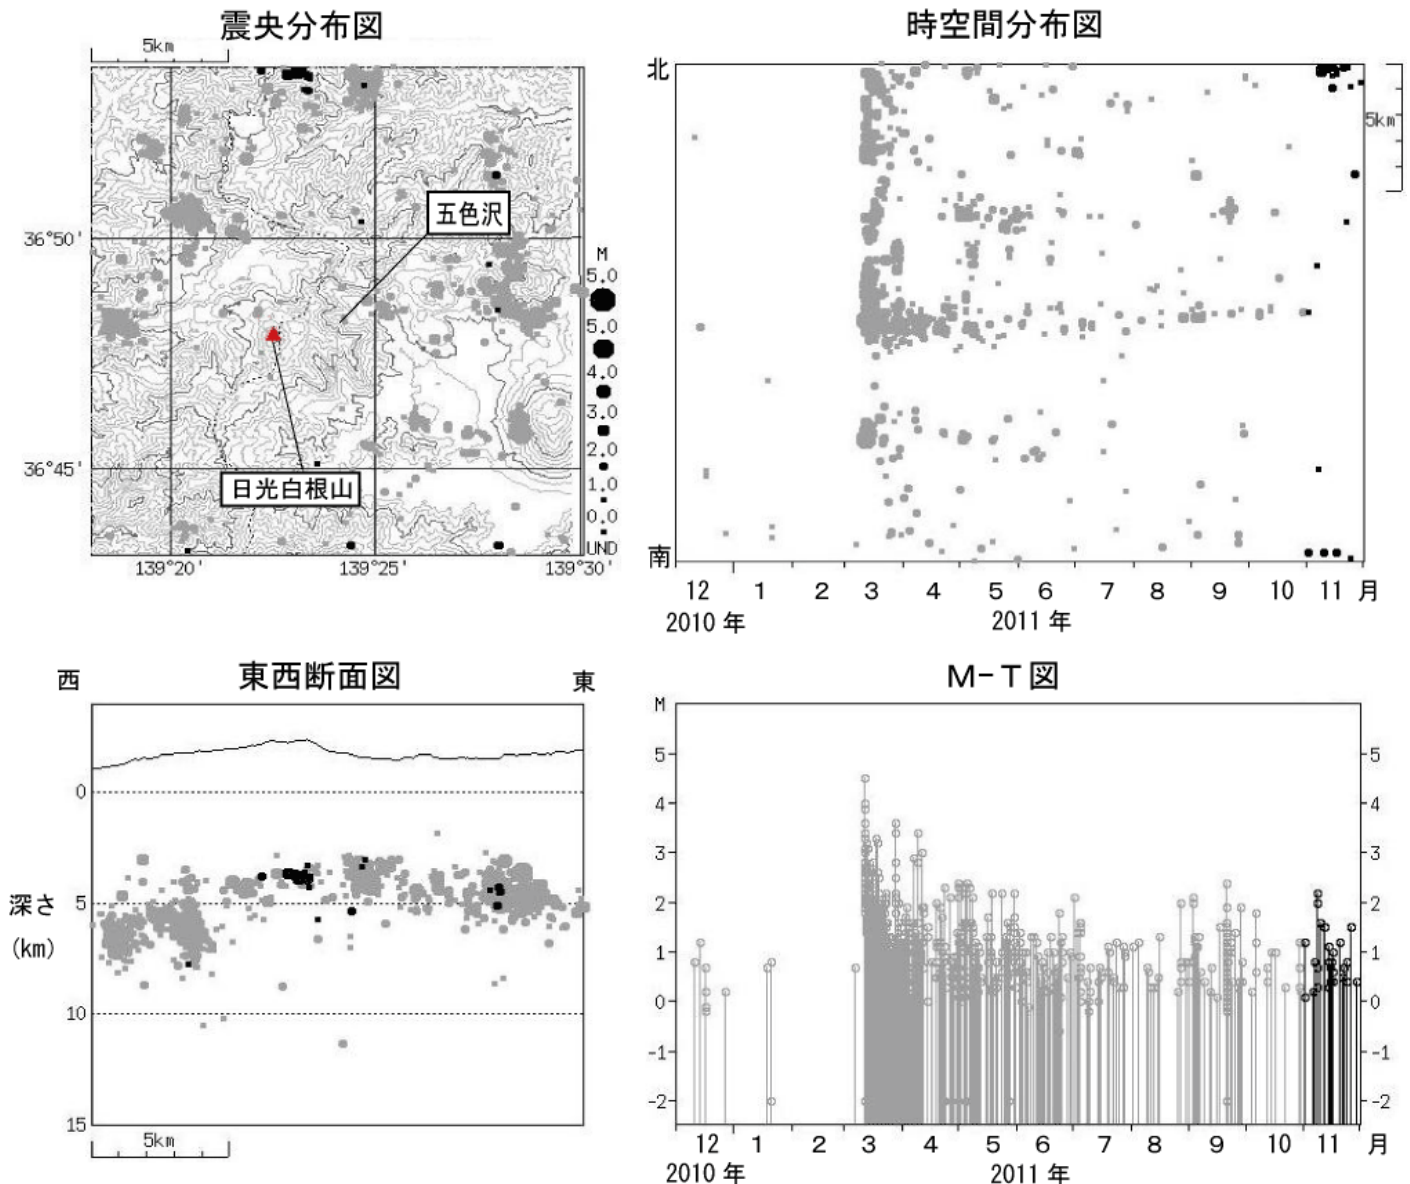 震央分布図
5km
五色沢
36°50'
36°45'
日光白根山
139°20'
139°25'
139°30'
M
5.0
5.0
4.0
3.0
2.0
1.0
0.0
UND
時空間分布図
北
南
5km
12 1 2 3 4 5 6 7 8 9 10 11 月
2010 年 2011 年
東西断面図
西 東
0
5
10
15
深さ
(km)
5km
M-T図
M
5 5
4 4
3 3
2 2
1 1
0 0
-1 -1
-2 -2
12 1 2 3 4 5 6 7 8 9 10 11 月
2010 年 2011 年